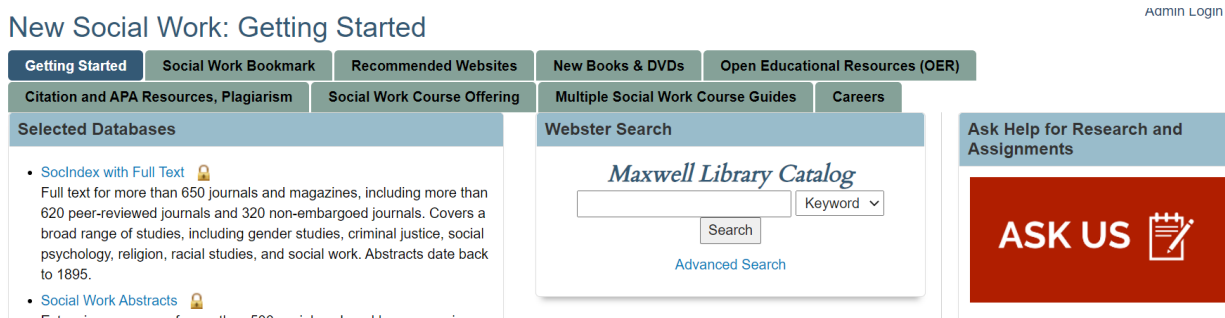 Admin Login
New Social Work: Getting Started
Getting Started Social Work Bookmark Recommended Websites New Books & DVDs Open Educational Resources (OER)
Citation and APA Resources, Plagiarism Social Work Course Offering Multiple Social Work Course Guides Careers
Selected Databases
SocIndex with Full Text
Full text for more than 650 journals and magazines, including more than
620 peer-reviewed journals and 320 non-embargoed journals. Covers a
broad range of studies, including gender studies, criminal justice, social
psychology, religion, racial studies, and social work. Abstracts date back
to 1895.
Social Work Abstracts
Webster Search
Maxwell Library Catalog
Keyword
Search
Advanced Search
Ask Help for Research and
Assignments
ASK US